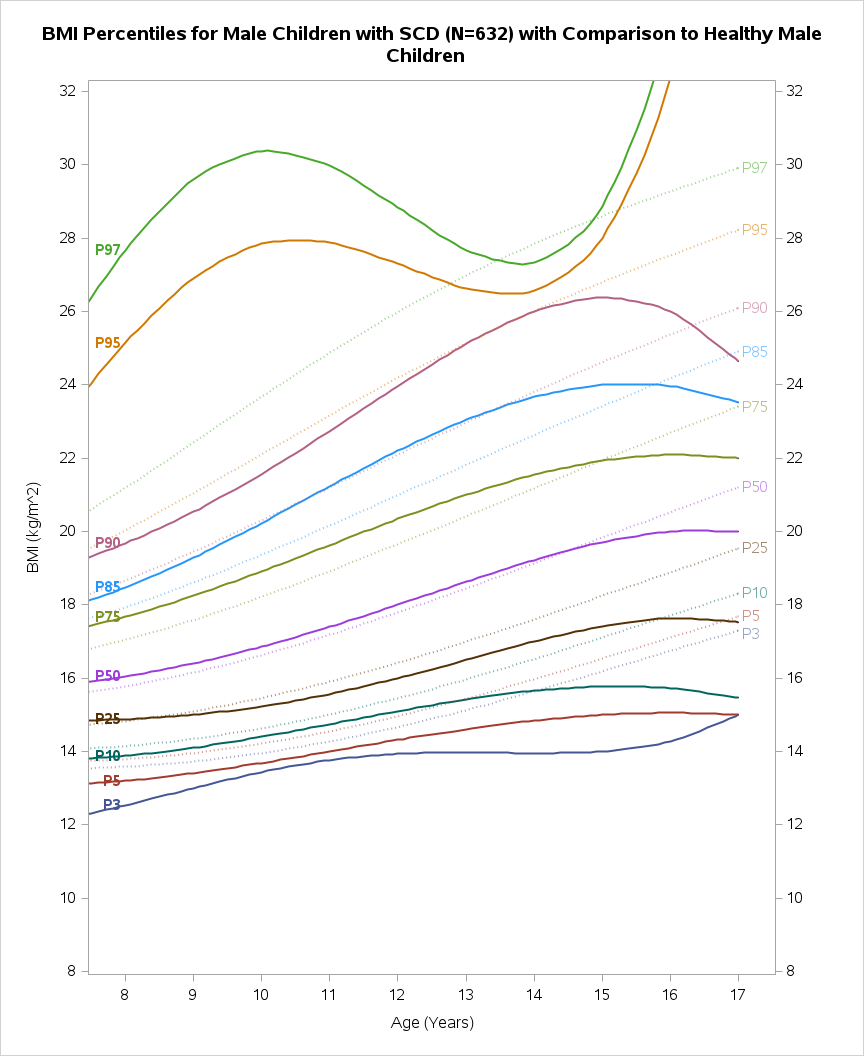 BMI Percentiles for Male Children with SCD (N=632) with Comparison to Healthy Male
Children
32
32
30
P97
30
28
P97
P95
28
26
P90
26
P95
P85
24
24
P75
22
22
P50
BMI (kg/m^2)
20
P90
P25
20
P85
P10
18
P75
P5
18
P3
16
P50
16
P25
14
P10
14
P5
P3
12
12
10
10
8
8
8 9 10 11 12 13 14 15 16 17
Age (Years)